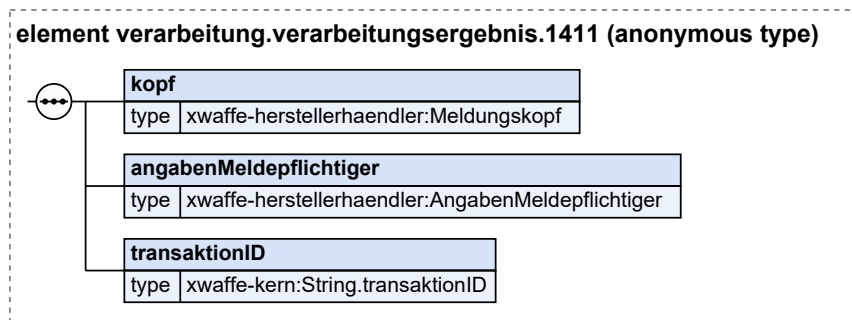 element verarbeitung.verarbeitungsergebnis.1411 (anonymous type)
kopf
type xwaffe-herstellerhaendler:Meldungskopf
angabenMeldepflichtiger
type xwaffe-herstellerhaendler:AngabenMeldepflichtiger
transaktionID
type xwaffe-kern:String.transaktionID